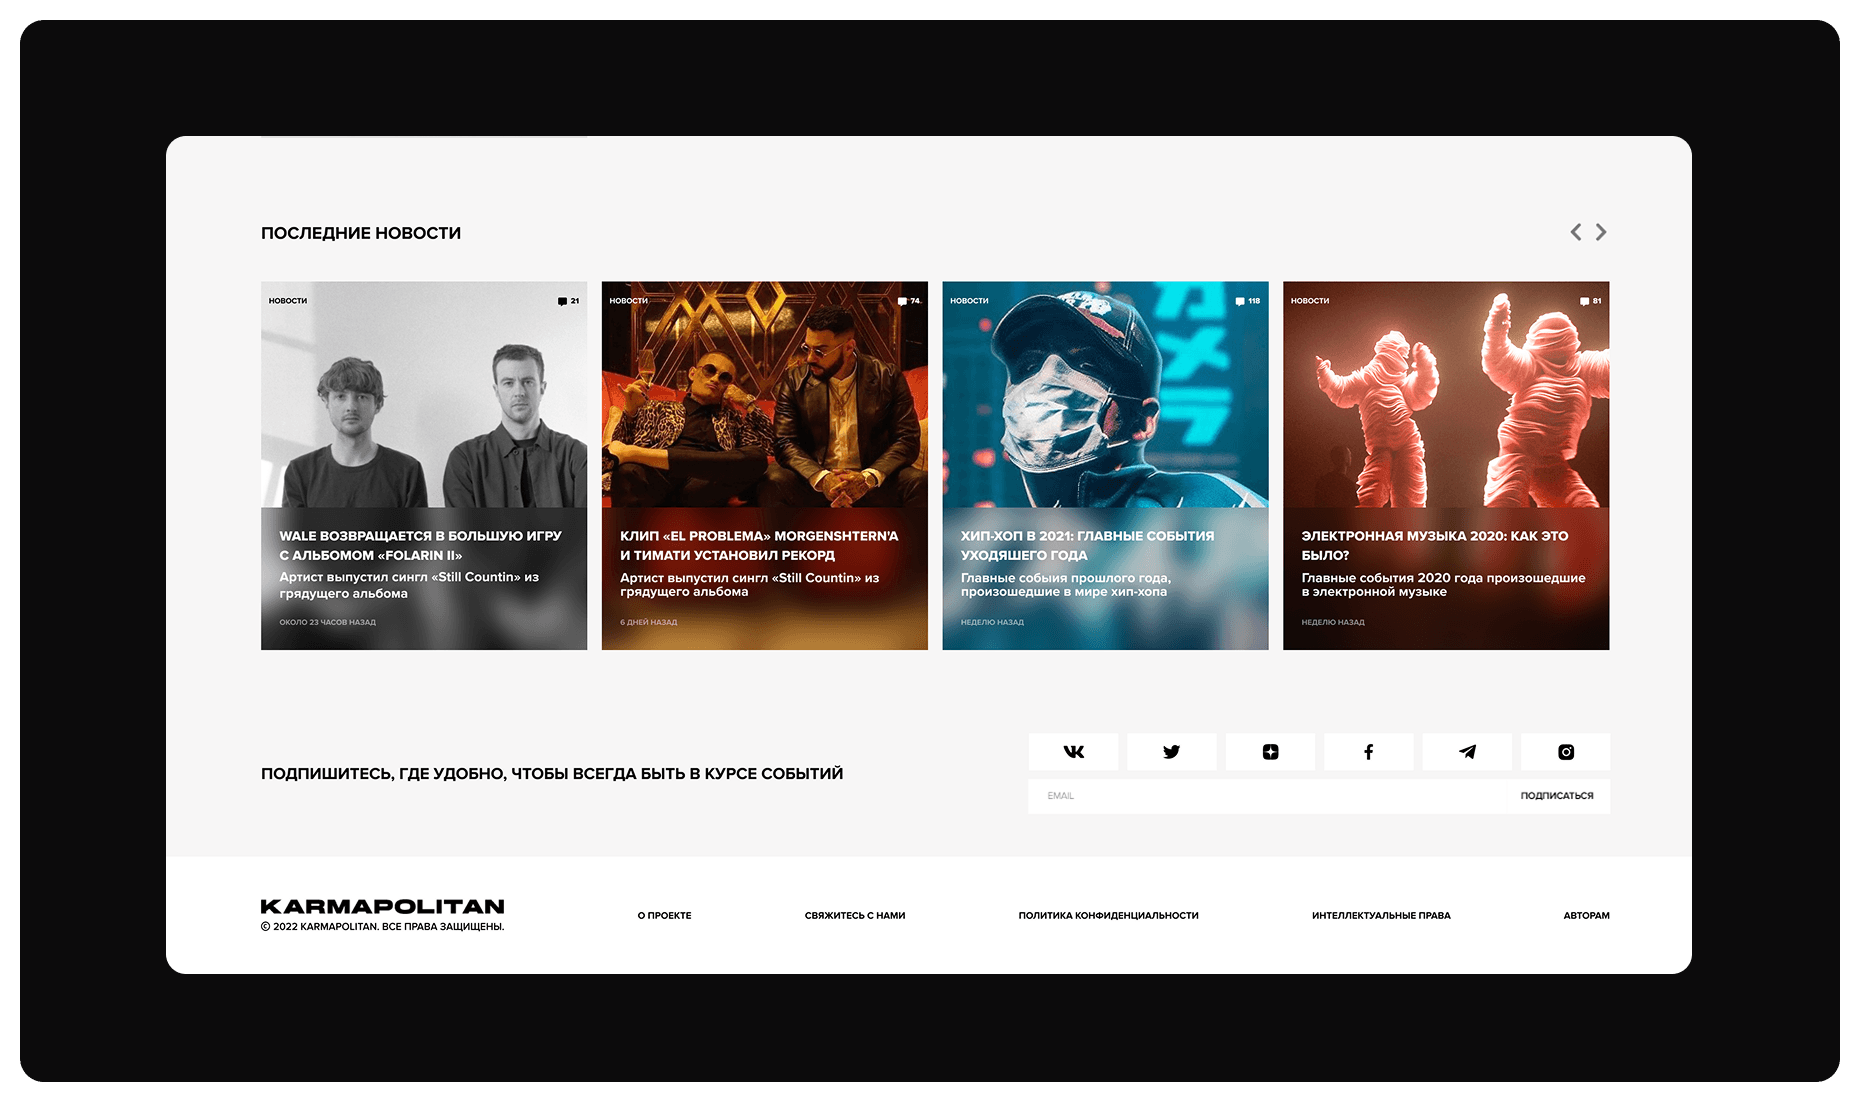 ПОСЛЕДНИЕ НОВОСТИ
НОВОСТИ 21
WALE ВОЗВРАЩАЕТСЯ В БОЛЬШУЮ ИГРУ
С АЛЬБОМОМ «FOLARIN II»
Артист выпустил сингл «Still Countin» из
грядущего альбома
ОКОЛО 23 ЧАСОВ НАЗАД
НОВОСТИ 74
КЛИП «EL PROBLEMA» MORGENSHTERN'А
И ТИМАТИ УСТАНОВИЛ РЕКОРД
Артист выпустил сингл «Still Countin» из
грядущего альбома
6 ДНЕЙ НАЗАД
НОВОСТИ 118
ХИП-ХОП В 2021: ГЛАВНЫЕ СОБЫТИЯ
УХОДЯШЕГО ГОДА
Главные собыия прошлого года,
произошедшие в мире хип-хопа
НЕДЕЛЮ НАЗАД
НОВОСТИ 81
ЭЛЕКТРОННАЯ МУЗЫКА 2020: КАК ЭТО
БЫЛО?
Главные события 2020 года произошедшие
в электронной музыке
НЕДЕЛЮ НАЗАД
ПОДПИШИТЕСЬ, ГДЕ УДОБНО, ЧТОБЫ ВСЕГДА БЫТЬ В КУРСЕ СОБЫТИЙ
EMAIL ПОДПИСАТЬСЯ
KARMAPOLITAN
© 2022 KARMAPOLITAN. ВСЕ ПРАВА ЗАЩИЩЕНЫ.
О ПРОЕКТЕ СВЯЖИТЕСЬ С НАМИ ПОЛИТИКА КОНФИДЕНЦИАЛЬНОСТИ ИНТЕЛЛЕКТУАЛЬНЫЕ ПРАВА АВТОРАМ